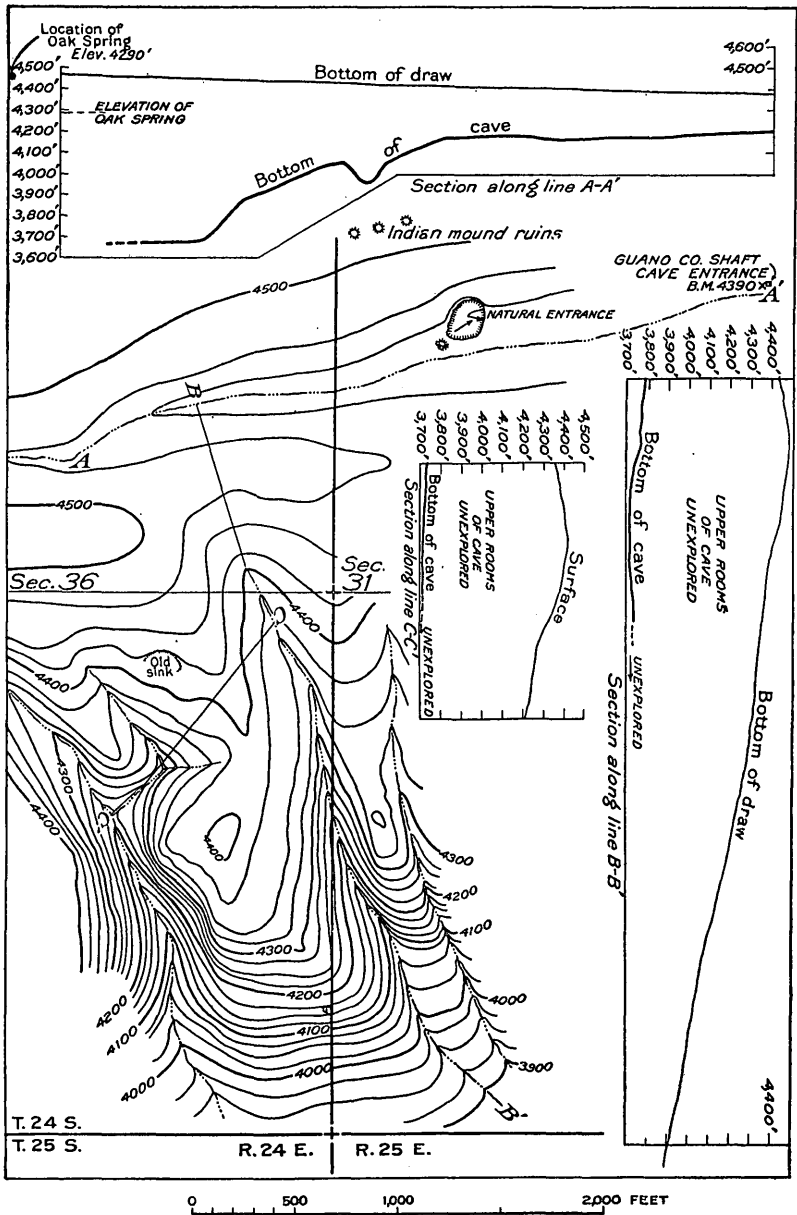 Location of
Oak Spring
Elev. 4290'
4,500'
4,400'
4,300'
4,200'
4,100'
4,000'
3,900'
3,800'
3,700'
3,600'
ELEVATION OF
OAK SPRING
Bottom of draw
4,600'
4,500'
Bottom of cave
Section along line A-A'
Indian mound ruins
GUANO CO. SHAFT
CAVE ENTRANCE
B.M. 4390
A'
4500
NATURAL ENTRANCE
B
A
4500
Sec. 36
Sec.
31
4400
C
Old
sink
4400
4300
4400
4400
4300
4200
4100
4000
4300
4200
4100
4000
4300
4200
4100
4000
3900
B'
3,700'
3,800'
3,900'
4,000'
4,100'
4,200'
4,300'
4,400'
4,500'
Bottom of cave
UNEXPLORED
UPPER ROOMS
OF CAVE
UNEXPLORED
Surface
Section along line C-C'
3,700'
3,800'
3,900'
4,000'
4,100'
4,200'
4,300'
4,400'
Bottom of cave
UNEXPLORED
UPPER ROOMS
OF CAVE
UNEXPLORED
Bottom of draw
4,400'
Section along line B-B'
T. 24 S.
T. 25 S.
R. 24 E.
R. 25 E.
0
500
1,000
2,000 FEET